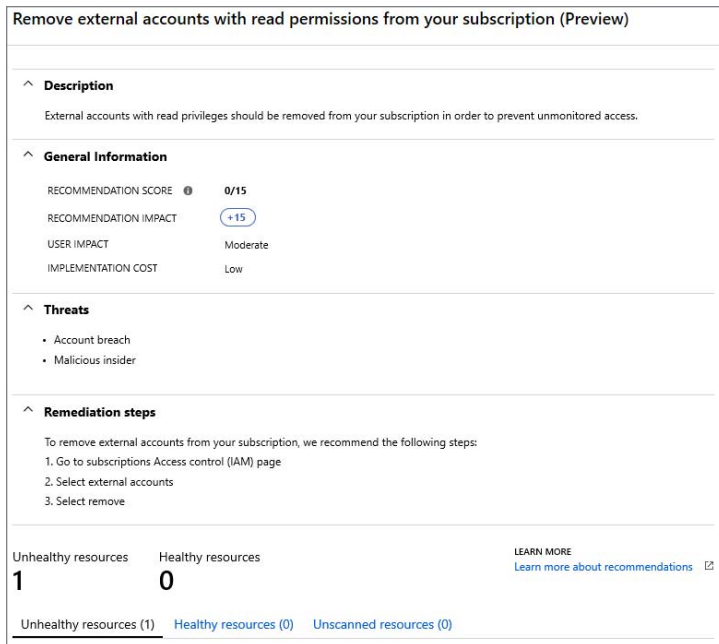 Remove external accounts with read permissions from your subscription (Preview)
Description
External accounts with read privileges should be removed from your subscription in order to prevent unmonitored access.
General Information
RECOMMENDATION SCORE 0/15
RECOMMENDATION IMPACT +15
USER IMPACT Moderate
IMPLEMENTATION COST Low
Threats
• Account breach
• Malicious insider
Remediation steps
To remove external accounts from your subscription, we recommend the following steps:
1. Go to subscriptions Access control (IAM) page
2. Select external accounts
3. Select remove
Unhealthy resources Healthy resources
1 0
LEARN MORE
Learn more about recommendations
Unhealthy resources (1) Healthy resources (0) Unscanned resources (0)